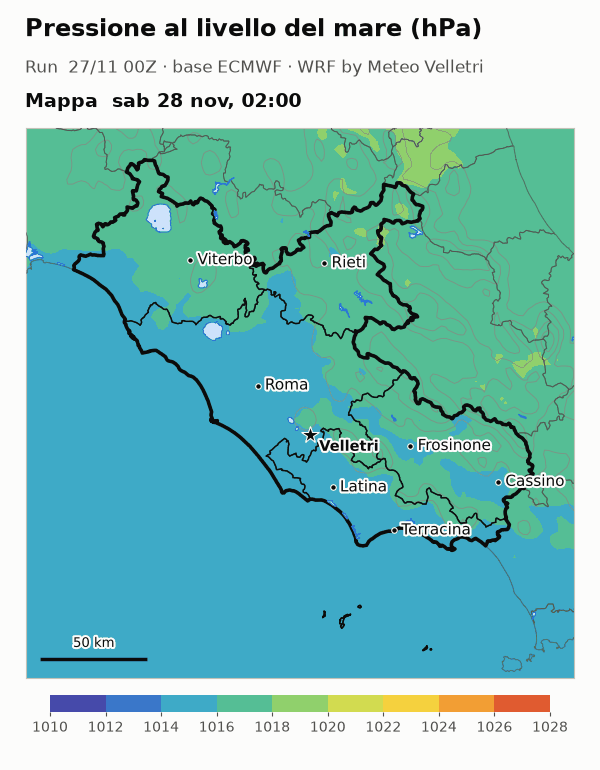 Pressione al livello del mare (hPa)
Run  27/11 00Z · base ECMWF · WRF by Meteo Velletri
Mappa  sab 28 nov, 02:00
Viterbo
Rieti
Roma
Velletri
Frosinone
Cassino
Latina
Terracina
50 km
1010 1012 1014 1016 1018 1020 1022 1024 1026 1028